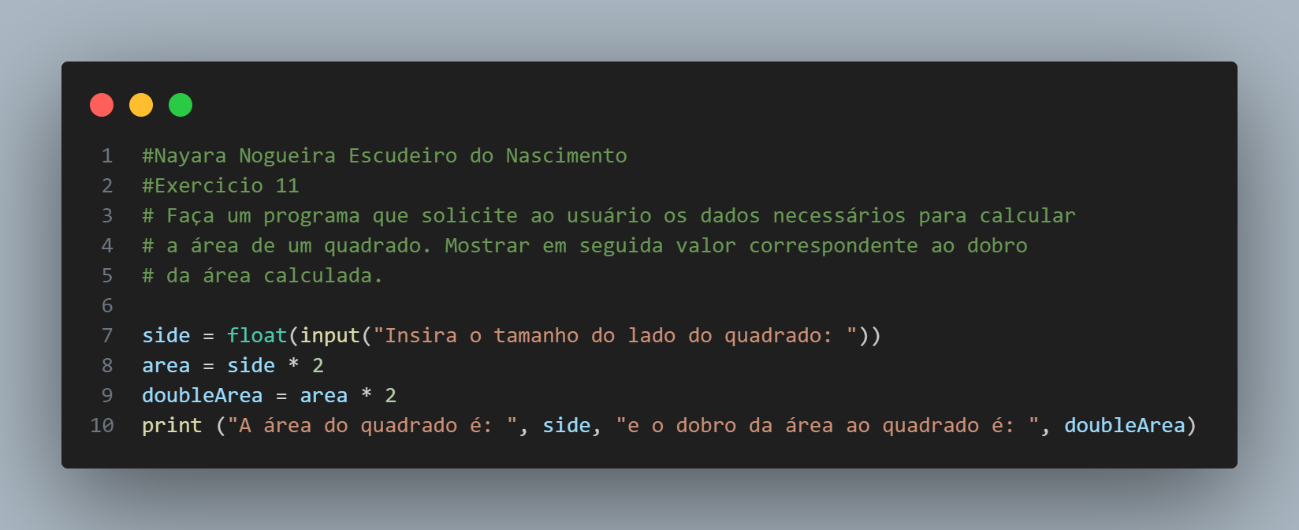 1 #Nayara Nogueira Escudeiro do Nascimento
2 #Exercicio 11
3 # Faça um programa que solicite ao usuário os dados necessários para calcular
4 # a área de um quadrado. Mostrar em seguida valor correspondente ao dobro
5 # da área calculada.
6
7 side = float(input("Insira o tamanho do lado do quadrado: "))
8 area = side * 2
9 doubleArea = area * 2
10 print ("A área do quadrado é: ", side, "e o dobro da área ao quadrado é: ", doubleArea)